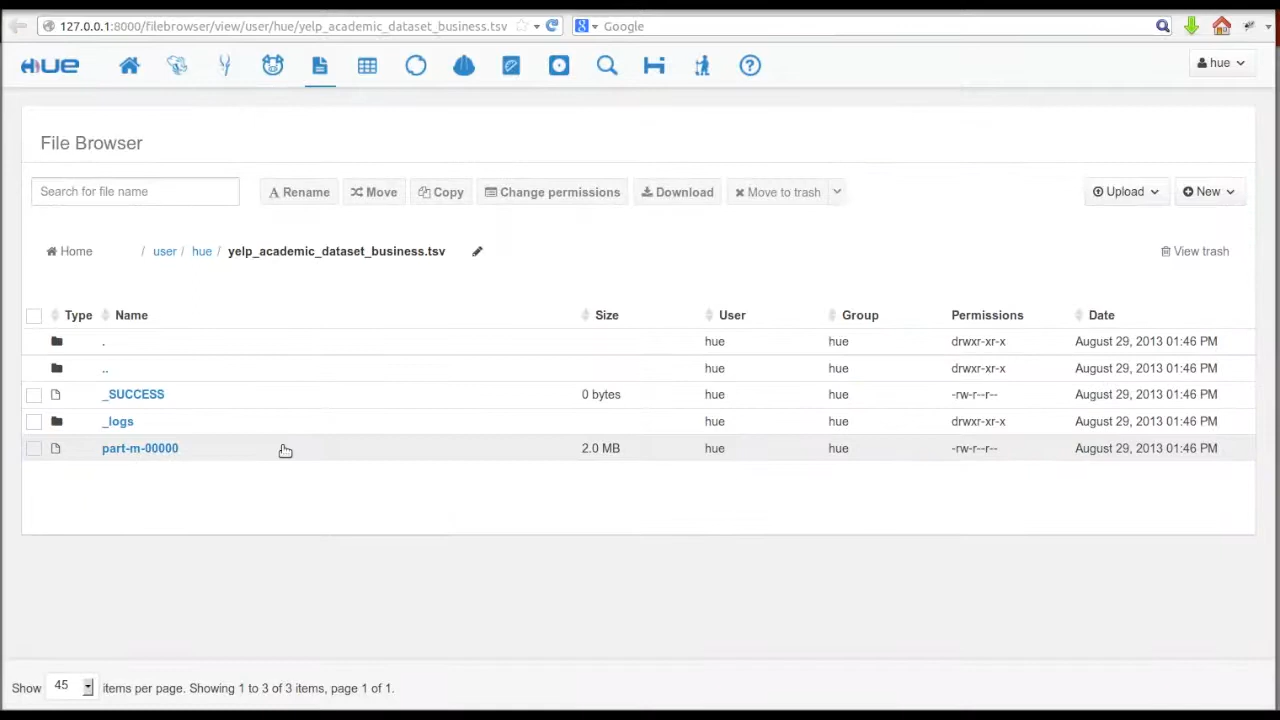 127.0.0.1:8000/filebrowser/view/user/hue/yelp_academic_dataset_business.tsv
Google
HUE
hue
File Browser
Search for file name
Rename
Move
Copy
Change permissions
Download
Move to trash
Upload
New
Home / user / hue / yelp_academic_dataset_business.tsv
View trash
Type Name Size User Group Permissions Date
. hue hue drwxr-xr-x August 29, 2013 01:46 PM
.. hue hue drwxr-xr-x August 29, 2013 01:46 PM
_SUCCESS 0 bytes hue hue -rw-r--r-- August 29, 2013 01:46 PM
_logs hue hue drwxr-xr-x August 29, 2013 01:46 PM
part-m-00000 2.0 MB hue hue -rw-r--r-- August 29, 2013 01:46 PM
Show 45 items per page. Showing 1 to 3 of 3 items, page 1 of 1.